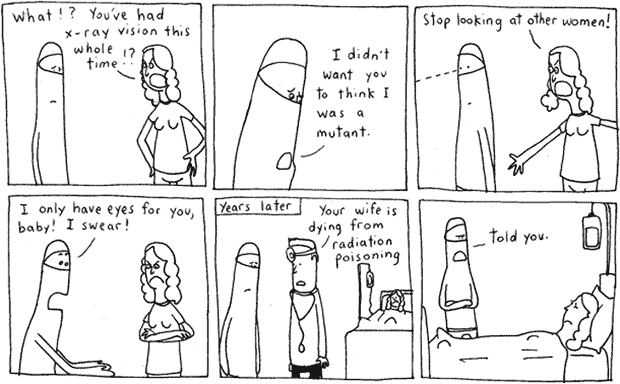 What!? You've had
x-ray vision this
whole
time!?
I didn't
want you
to think I
was a
mutant.
Stop looking at other women!
I only have eyes for you,
baby! I swear!
Years later
Your wife is
dying from
radiation
poisoning
Told you.